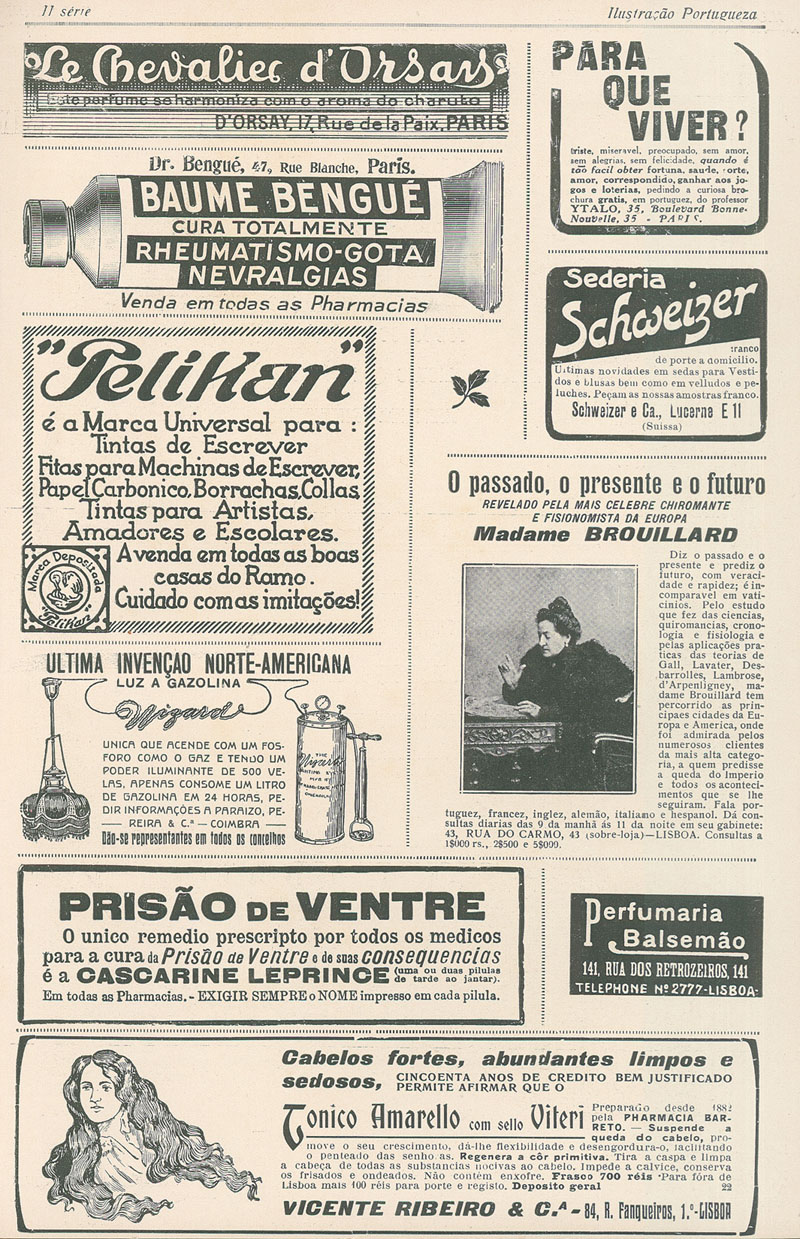 II série
Ilustração Portugueza
Le Chevalier d'Orsay
Este perfume se harmoniza com o aroma do charuto
D'ORSAY, 17, Rue de la Paix, PARIS
Dr. Bengué, 47, Rue Blanche, Paris.
BAUME BENGUÉ
CURA TOTALMENTE
RHEUMATISMO-GOTA
NEVRALGIAS
Venda em todas as Pharmacias
PARA
QUE
VIVER?
triste, miseravel, preocupado, sem amor,
sem alegrias, sem felicidade, quando é
tão facil obter fortuna, saude, sorte,
amor, correspondido, ganhar aos jo-
gos e loterias, pedindo a curiosa bro-
chura gratis, em portuguez, do professor
YTALO, 35, Boulevard Bonne-
Nouvelle, 35 - PARIS.
Sederia
Schweizer
franco
de porte a domicilio.
Ultimas novidades em sedas para Vesti-
dos e blusas bem como em velludos e pe-
luches. Peçam as nossas amostras franco.
Schweizer e Ca., Lucerne E 11
(Suissa)
"Pelikan"
é a Marca Universal para :
Tintas de Escrever
Fitas para Machinas de Escrever,
Papel Carbonico, Borrachas, Collas,
Tintas para Artistas,
Amadores e Escolares.
A venda em todas as boas
casas do Ramo.
Cuidado com as imitações!
Marca Depositada
"Pelikan"
O passado, o presente e o futuro
REVELADO PELA MAIS CELEBRE CHIROMANTE
E FISIONOMISTA DA EUROPA
Madame BROUILLARD
Diz o passado e o
presente e prediz o
futuro, com veraci-
dade e rapidez; é in-
comparavel em vati-
cinios. Pelo estudo
que fez das ciencias,
quiromancias, crono-
logia e fisiologia e
pelas aplicações pra-
ticas das teorias de
Gall, Lavater, Des-
barrolles, Lambrose,
d'Arpenligney, ma-
dame Brouillard tem
percorrido as prin-
cipaes cidades da Eu-
ropa e America, onde
foi admirada pelos
numerosos clientes
da mais alta catego-
ria, a quem predisse
a queda do Imperio
e todos os aconteci-
mentos que se lhe
seguiram. Fala por-
tuguez, francez, inglez, alemão, italiano e hespanol. Dá con-
sultas diarias das 9 da manhã ás 11 da noite em seu gabinete:
43, RUA DO CARMO, 43 (sobre-loja)—LISBOA. Consultas a
1$000 rs., 2$500 e 5$000.
ULTIMA INVENÇAO NORTE-AMERICANA
LUZ A GAZOLINA
Wizard
UNICA QUE ACENDE COM UM FOS-
FORO COMO O GAZ E TENDO UM
PODER ILUMINANTE DE 500 VE-
LAS, APENAS CONSOME UM LITRO
DE GAZOLINA EM 24 HORAS, PE-
DIR INFORMAÇÕES A PARAIZO, PE-
REIRA & C.ª — COIMBRA
Dão-se representantes em todos os concelhos
THE
Wizard
PRISÃO DE VENTRE
O unico remedio prescripto por todos os medicos
para a cura da Prisão de Ventre e de suas consequencias
é a CASCARINE LEPRINCE (uma ou duas pilulas
de tarde ao jantar).
Em todas as Pharmacias. - EXIGIR SEMPRE o NOME impresso em cada pilula.
Perfumaria
Balsemão
141, RUA DOS RETROZEIROS, 141
TELEPHONE Nº 2777-LISBOA-
Cabelos fortes, abundantes limpos e
sedosos, CINCOENTA ANOS DE CREDITO BEM JUSTIFICADO
PERMITE AFIRMAR QUE O
Tonico Amarello com sello Viteri
Preparado desde 1882
pela PHARMACIA BAR-
RETO. — Suspende a
queda do cabelo, pro-
move o seu crescimento, dá-lhe flexibilidade e desengordura-o, facilitando
o penteado das senhoras. Regenera a côr primitiva. Tira a caspa e limpa
a cabeça de todas as substancias nocivas ao cabelo. Impede a calvice, conserva
os frisados e ondeados. Não contém enxofre. Frasco 700 réis · Para fóra de
Lisboa mais 100 réis para porte e registo. Deposito geral 22
VICENTE RIBEIRO & C.ª - 84, R. Fanqueiros, 1.º-LISBOA